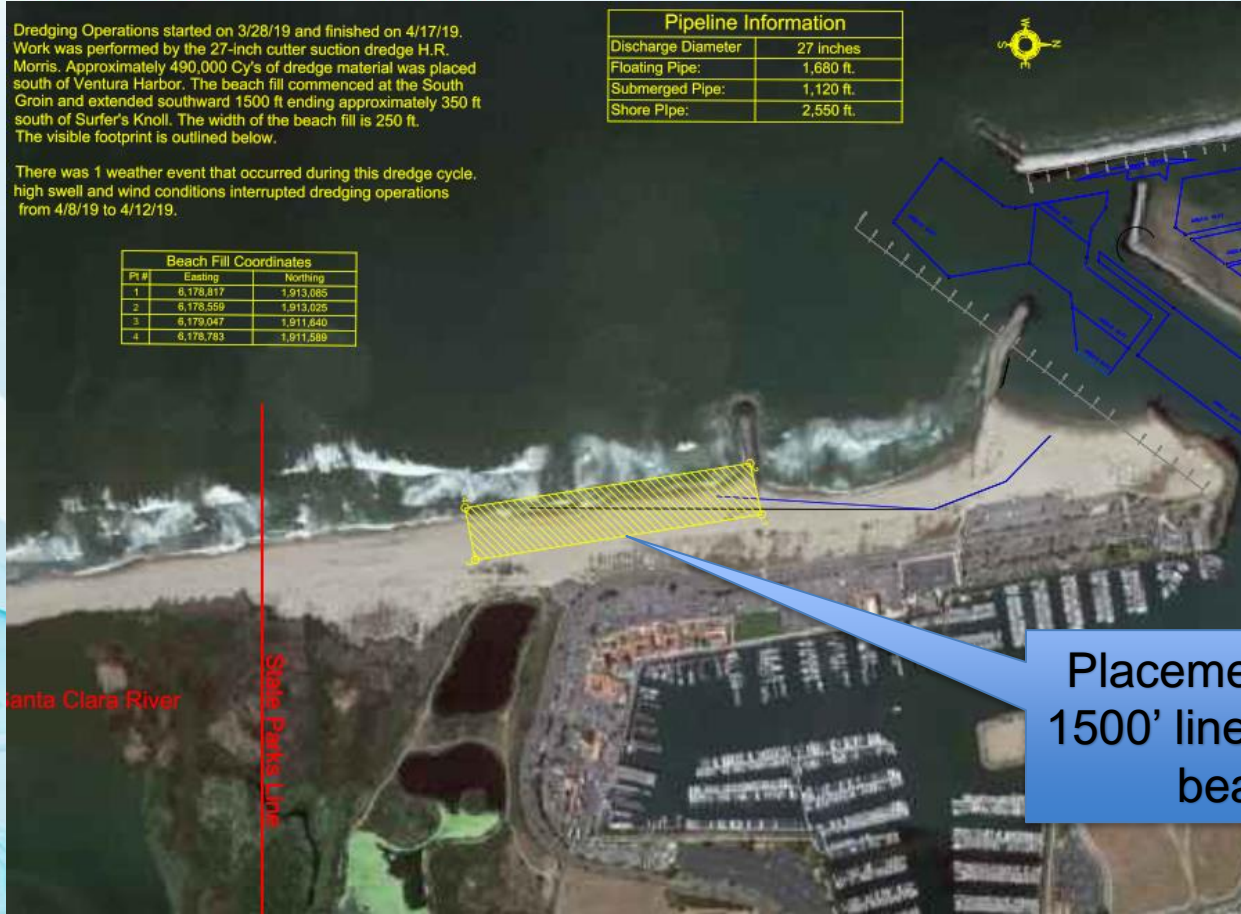 Dredging Operations started on 3/28/19 and finished on 4/17/19.
Work was performed by the 27-inch cutter suction dredge H.R.
Morris. Approximately 490,000 Cy's of dredge material was placed
south of Ventura Harbor. The beach fill commenced at the South
Groin and extended southward 1500 ft ending approximately 350 ft
south of Surfer's Knoll. The width of the beach fill is 250 ft.
The visible footprint is outlined below.
There was 1 weather event that occurred during this dredge cycle.
high swell and wind conditions interrupted dredging operations
from 4/8/19 to 4/12/19.
Pipeline Information
Discharge Diameter 27 inches
Floating Pipe: 1,680 ft.
Submerged Pipe: 1,120 ft.
Shore PIpe: 2,550 ft.
W
S N
E
Beach Fill Coordinates
Pt # Easting Northing
1 6,178,817 1,913,085
2 6,178,559 1,913,025
3 6,179,047 1,911,640
4 6,178,783 1,911,589
State Parks Line
Santa Clara River
Placeme
1500' line
bea